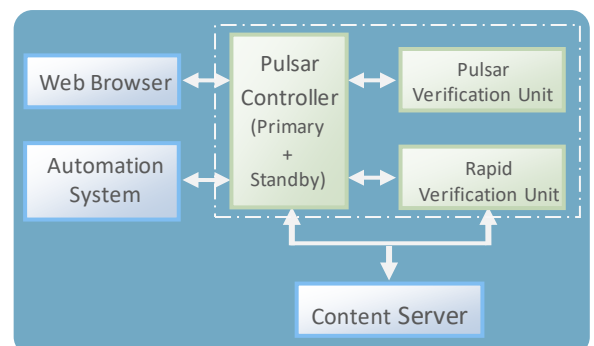 Web Browser
Automation
System
Pulsar
Controller
(Primary
+
Standby)
Pulsar
Verification Unit
Rapid
Verification Unit
Content Server